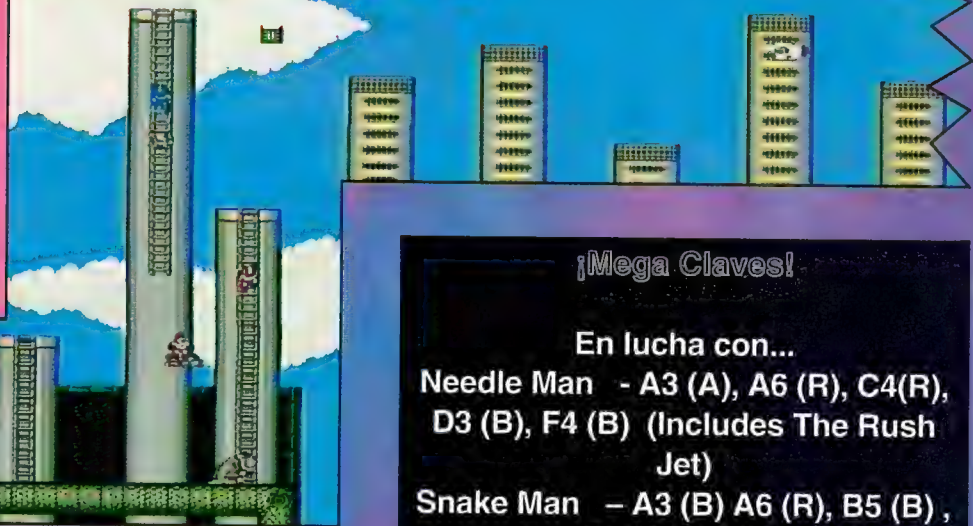 ¡Mega Claves!
En lucha con...
Needle Man - A3 (A), A6 (R), C4(R),
D3 (B), F4 (B) (Includes The Rush
Jet)
Snake Man – A3 (B) A6 (R), B5 (B) ,